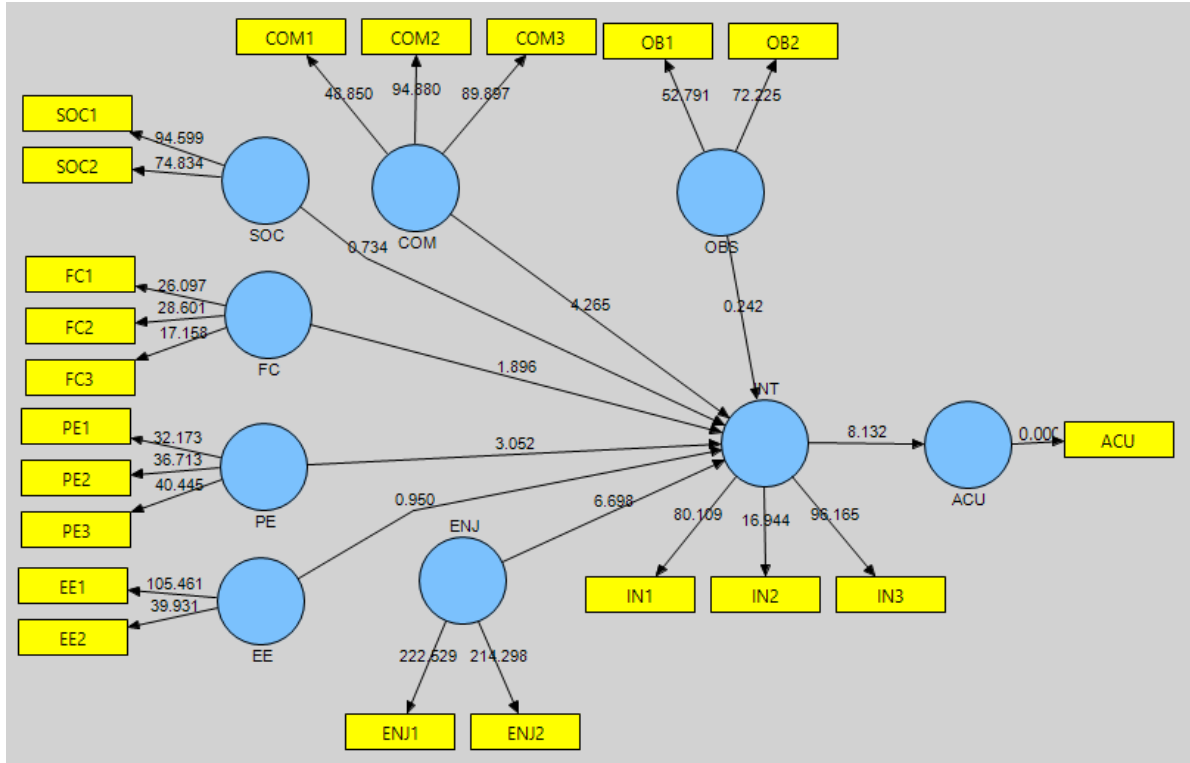 COM1
COM2
COM3
OB1
OB2
48.850
94.880
89.897
52.791
72.225
SOC1
SOC2
94.599
74.834
SOC
COM
OBS
0.734
4.265
0.242
FC1
FC2
FC3
26.097
28.601
17.158
FC
1.896
INT
PE1
PE2
PE3
32.173
36.713
40.445
PE
3.052
8.132
0.000
ACU
ACU
0.950
6.698
ENJ
80.109
16.944
96.165
IN1
IN2
IN3
EE1
EE2
105.461
39.931
EE
222.529
214.298
ENJ1
ENJ2